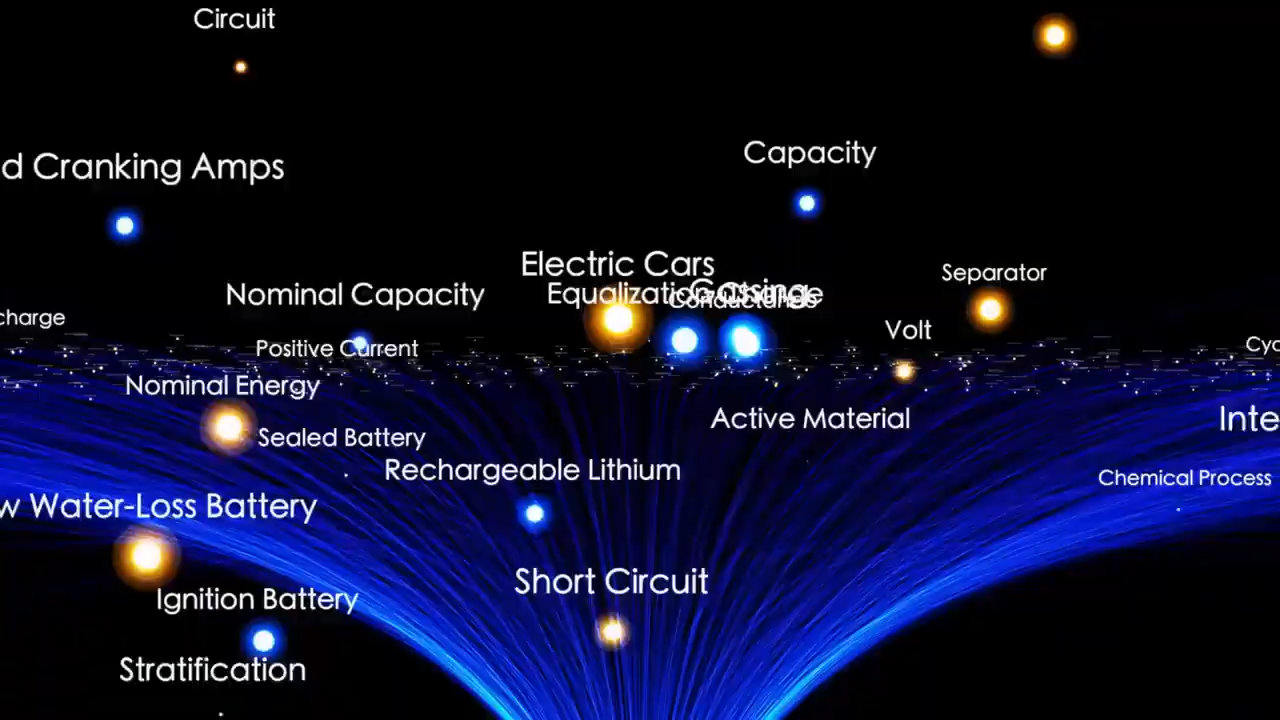 Circuit
d Cranking Amps
Capacity
Electric Cars
Separator
Nominal Capacity
Gassing
charge
Volt
Cyc
Positive Current
Nominal Energy
Active Material
Inte
Sealed Battery
Rechargeable Lithium
Chemical Process
w Water-Loss Battery
Short Circuit
Ignition Battery
Stratification